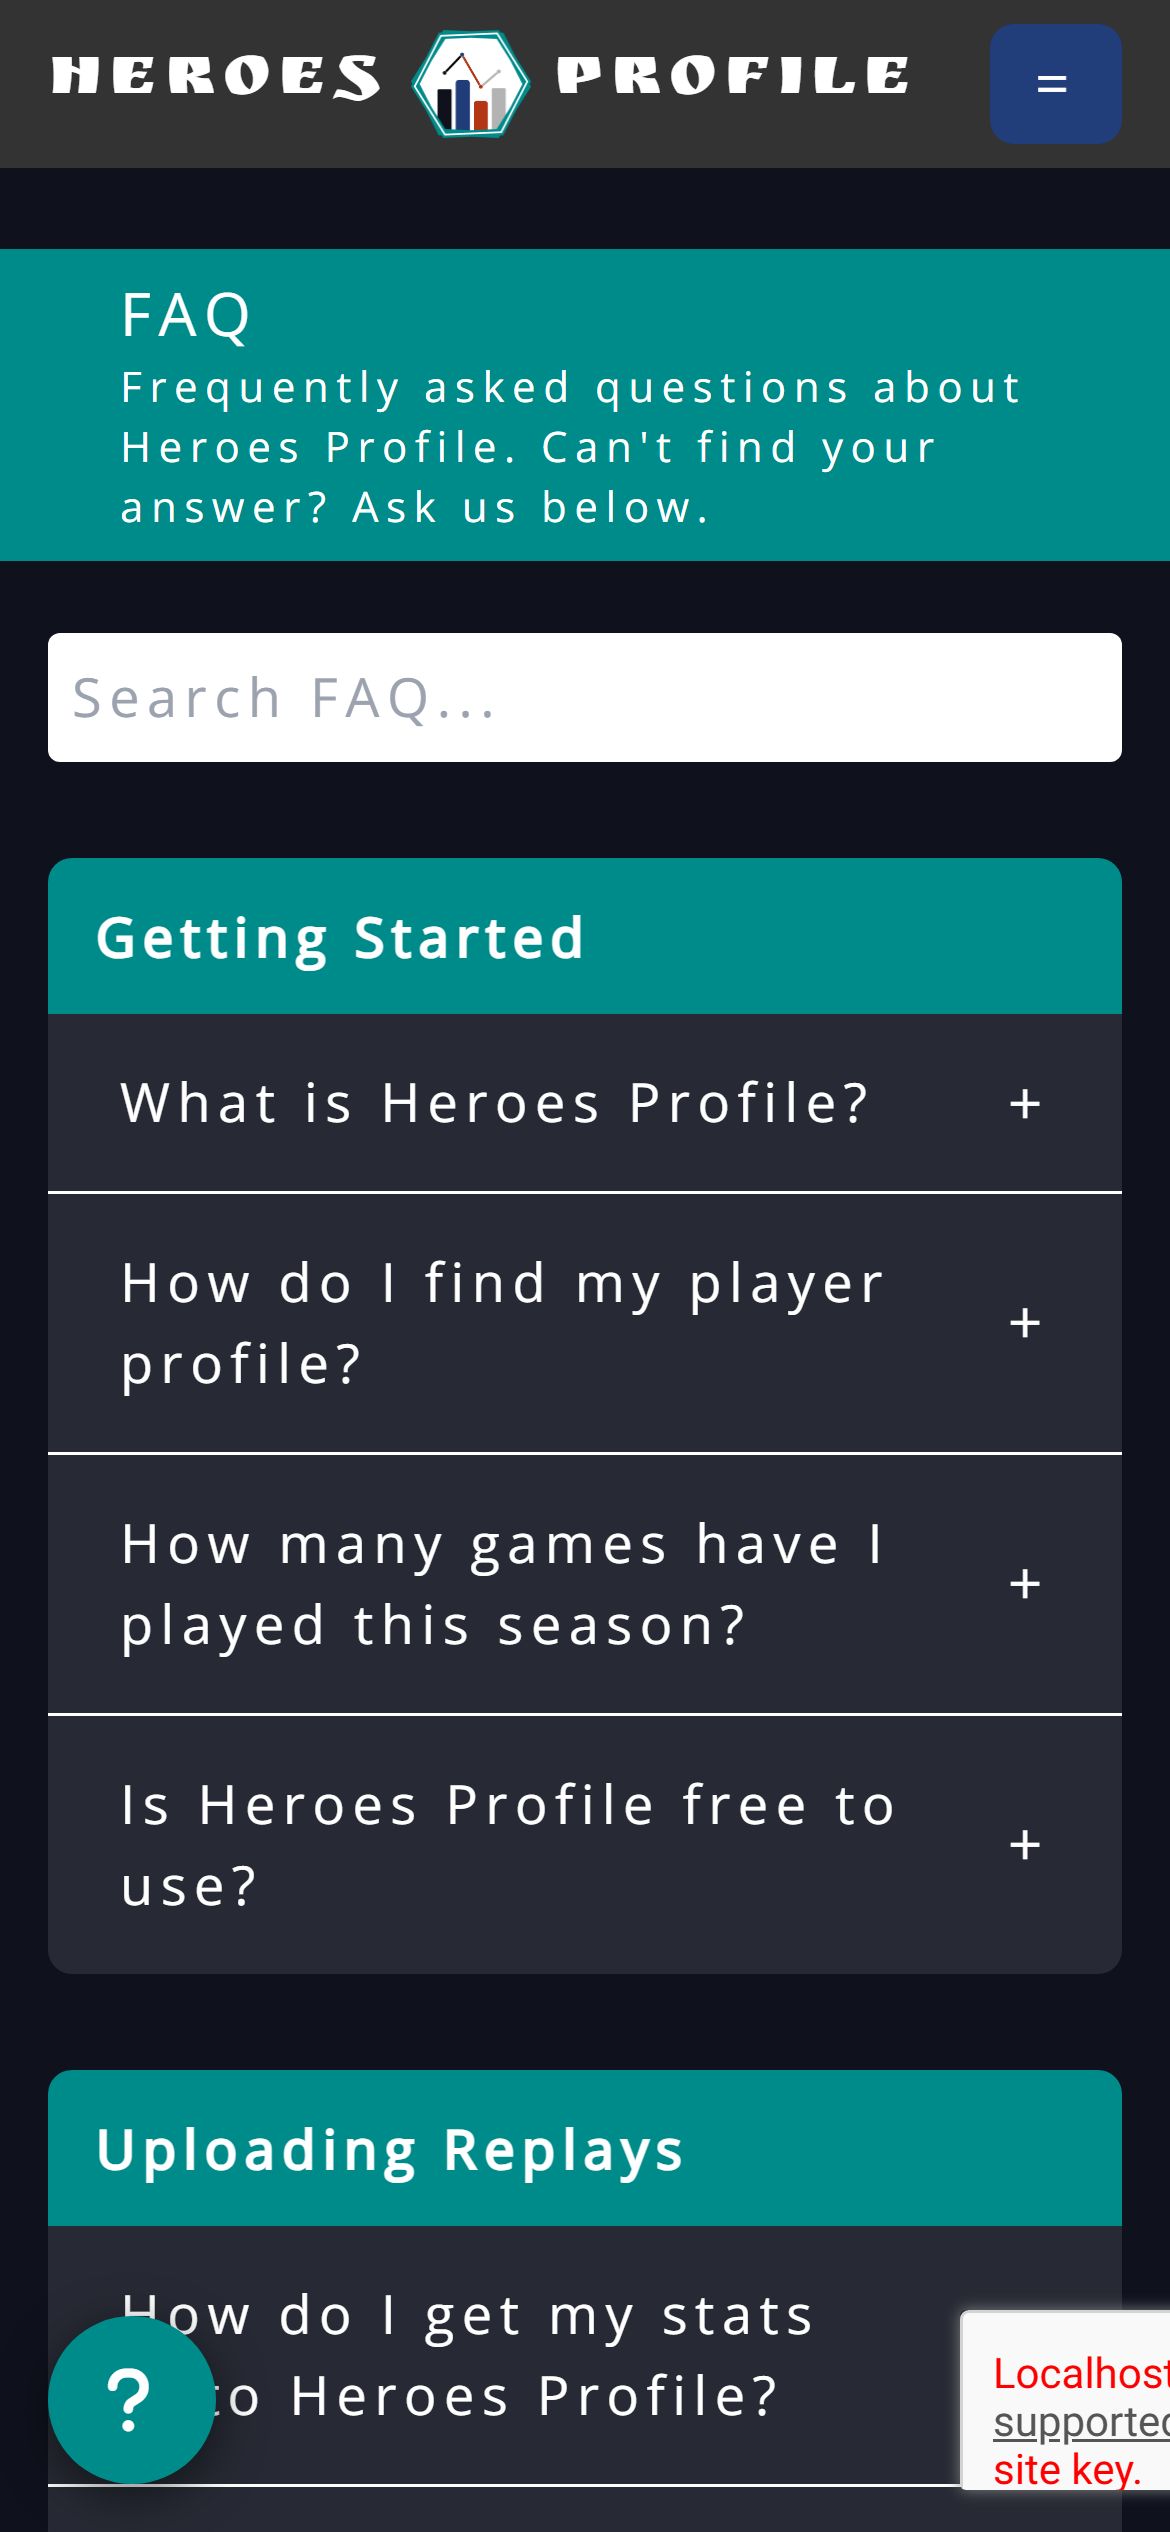 HEROES PROFILE
=
FAQ
Frequently asked questions about
Heroes Profile. Can't find your
answer? Ask us below.
Search FAQ...
Getting Started
What is Heroes Profile? +
How do I find my player
profile?
+
How many games have I
played this season?
+
Is Heroes Profile free to
use?
+
Uploading Replays
How do I get my stats
to Heroes Profile?
?
Localhost
supported
site key.